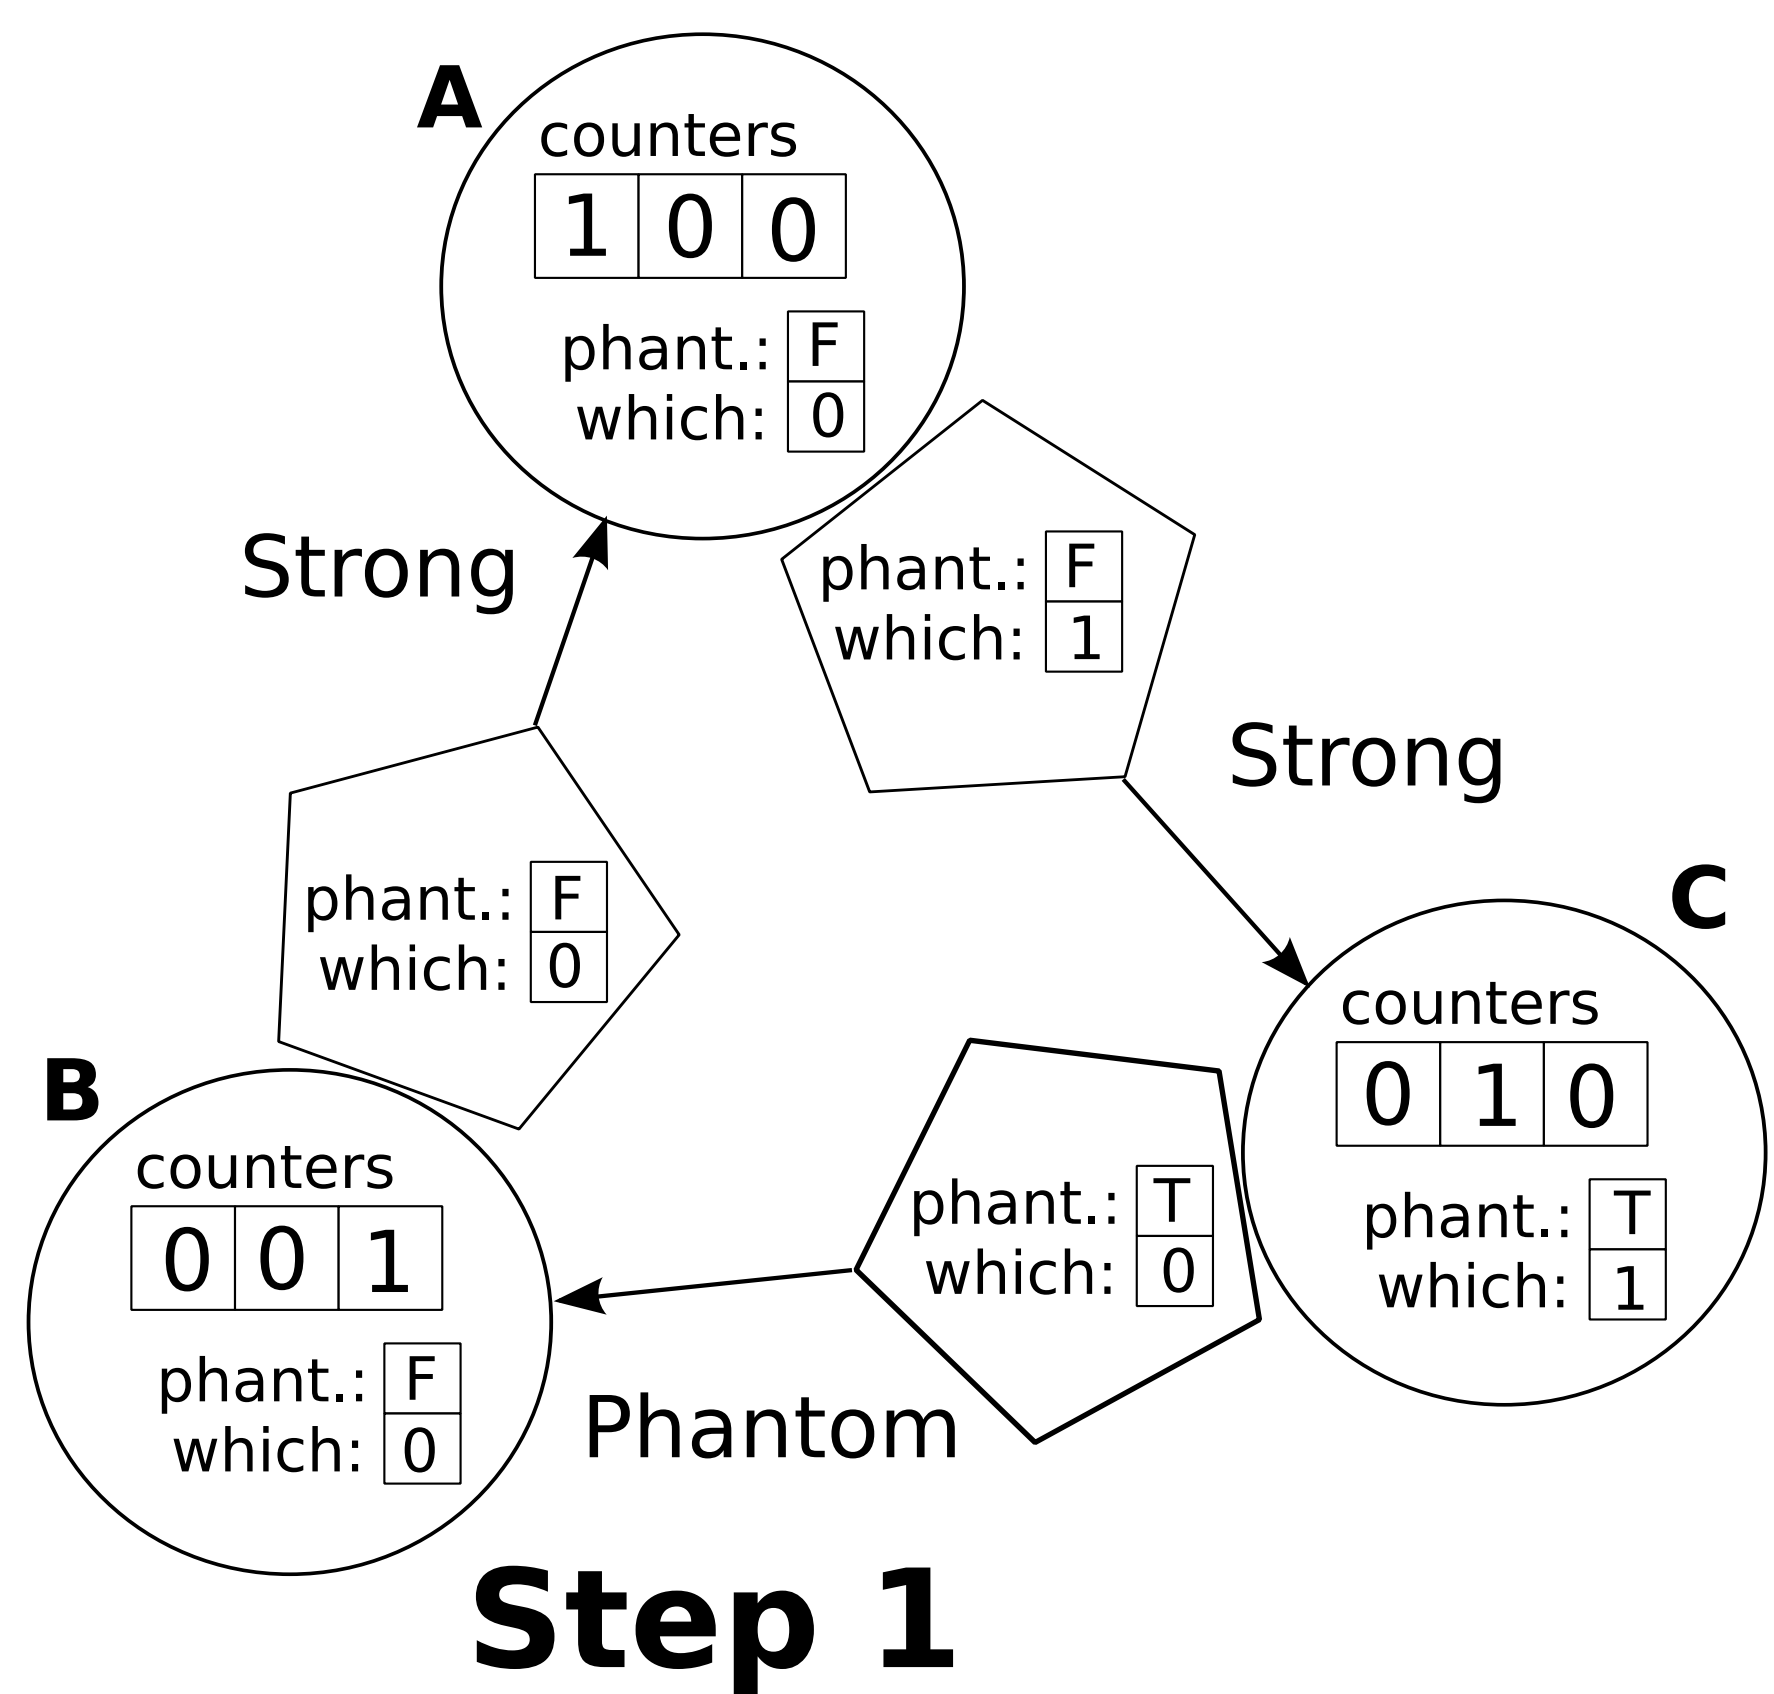 A
counters
1 0 0
phant.: F
which: 0
Strong
phant.: F
which: 1
Strong
phant.: F
which: 0
C
counters
0 1 0
phant.: T
which: 1
B
counters
0 0 1
phant.: F
which: 0
phant.: T
which: 0
Phantom
Step 1